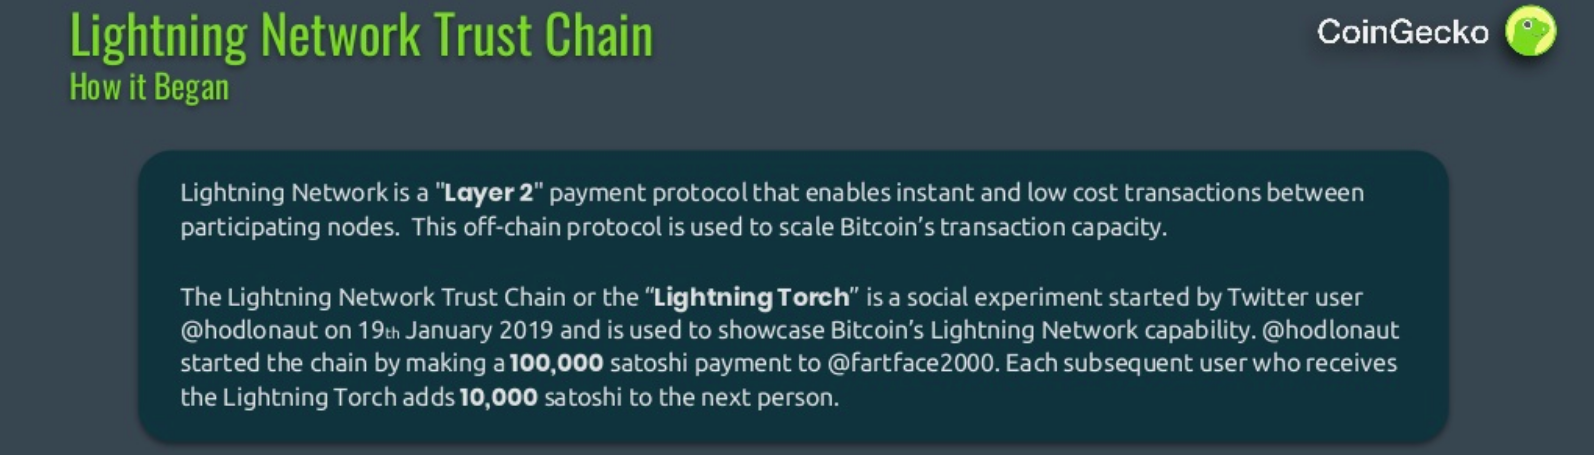 Lightning Network Trust Chain
CoinGecko
How it Began
Lightning Network is a "Layer 2" payment protocol that enables instant and low cost transactions between
participating nodes. This off-chain protocol is used to scale Bitcoin’s transaction capacity.
The Lightning Network Trust Chain or the “Lightning Torch” is a social experiment started by Twitter user
@hodlonaut on 19th January 2019 and is used to showcase Bitcoin’s Lightning Network capability. @hodlonaut
started the chain by making a 100,000 satoshi payment to @fartface2000. Each subsequent user who receives
the Lightning Torch adds 10,000 satoshi to the next person.